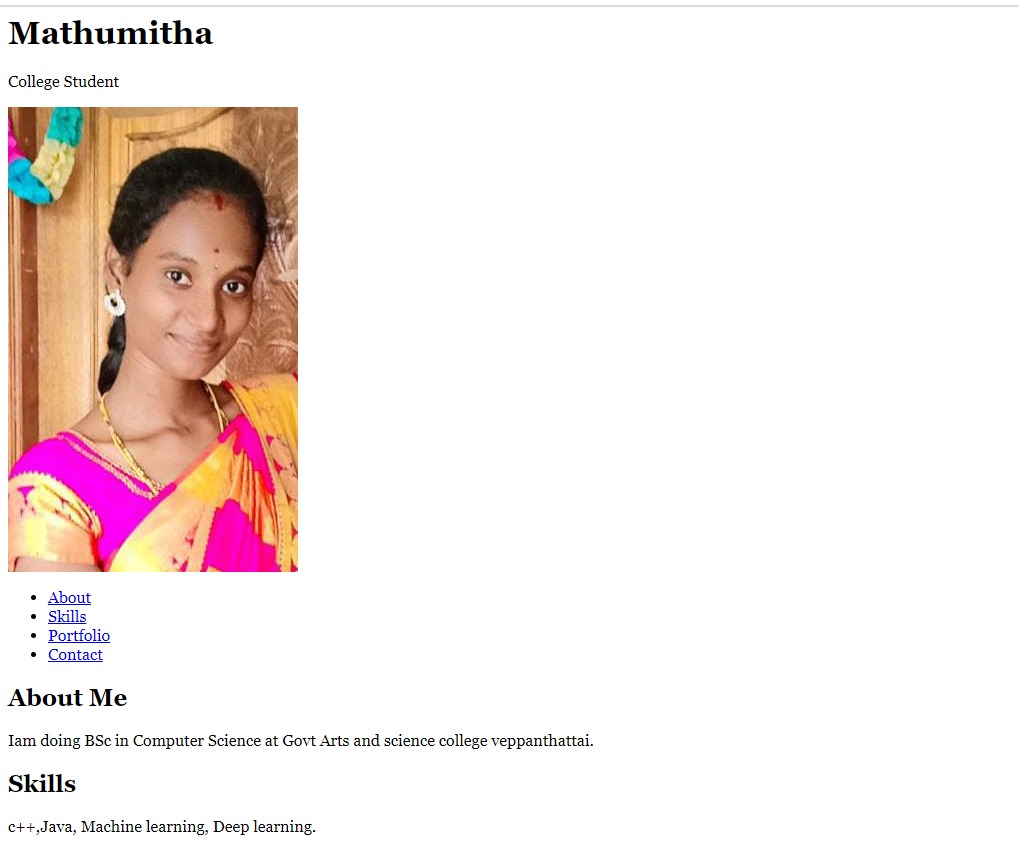 Mathumitha
College Student
About
Skills
Portfolio
Contact
About Me
Iam doing BSc in Computer Science at Govt Arts and science college veppanthattai.
Skills
c++,Java, Machine learning, Deep learning.